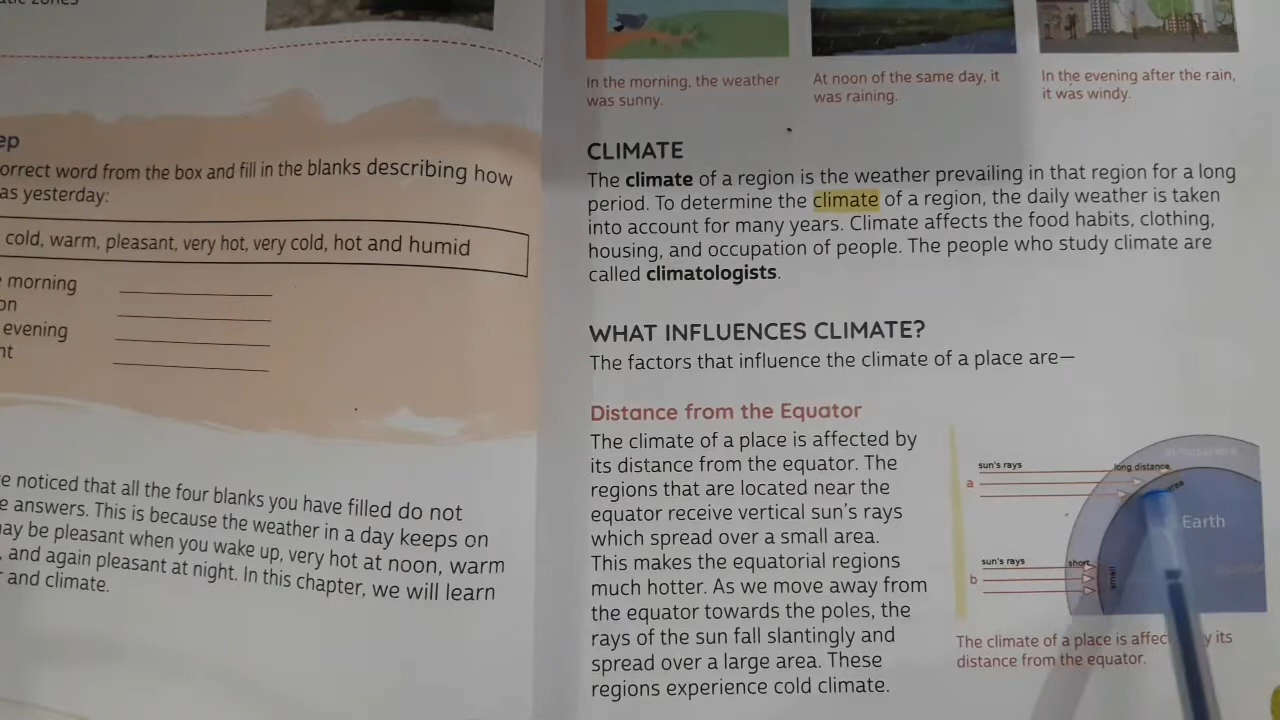 ep
orrect word from the box and fill in the blanks describing how
as yesterday:
cold, warm, pleasant, very hot, very cold, hot and humid
morning
on
evening
nt
e noticed that all the four blanks you have filled do not
e answers. This is because the weather in a day keeps on
ay be pleasant when you wake up, very hot at noon, warm
, and again pleasant at night. In this chapter, we will learn
r and climate.
In the morning, the weather
was sunny.
At noon of the same day, it
was raining.
In the evening after the rain,
it was windy.
CLIMATE
The climate of a region is the weather prevailing in that region for a long
period. To determine the climate of a region, the daily weather is taken
into account for many years. Climate affects the food habits, clothing,
housing, and occupation of people. The people who study climate are
called climatologists.
WHAT INFLUENCES CLIMATE?
The factors that influence the climate of a place are—
Distance from the Equator
The climate of a place is affected by
its distance from the equator. The
regions that are located near the
equator receive vertical sun's rays
which spread over a small area.
This makes the equatorial regions
much hotter. As we move away from
the equator towards the poles, the
rays of the sun fall slantingly and
spread over a large area. These
regions experience cold climate.
atmosphere
sun's rays
long distance
a
area
Earth
sun's rays
short
b
small
The climate of a place is affec y its
distance from the equator.